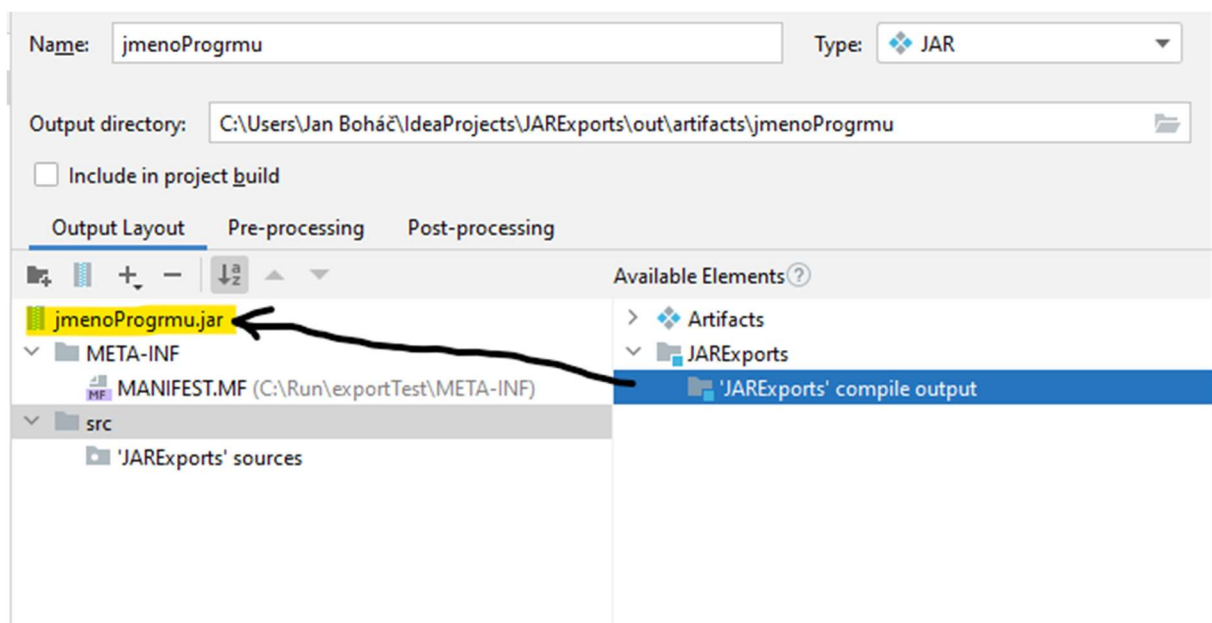 Name: jmenoProgrmu Type: JAR
Output directory: C:\Users\Jan Boháč\IdeaProjects\JARExports\out\artifacts\jmenoProgrmu
Include in project build
Output Layout Pre-processing Post-processing
Available Elements ?
jmenoProgrmu.jar
META-INF
MANIFEST.MF (C:\Run\exportTest\META-INF)
src
'JARExports' sources
Artifacts
JARExports
'JARExports' compile output